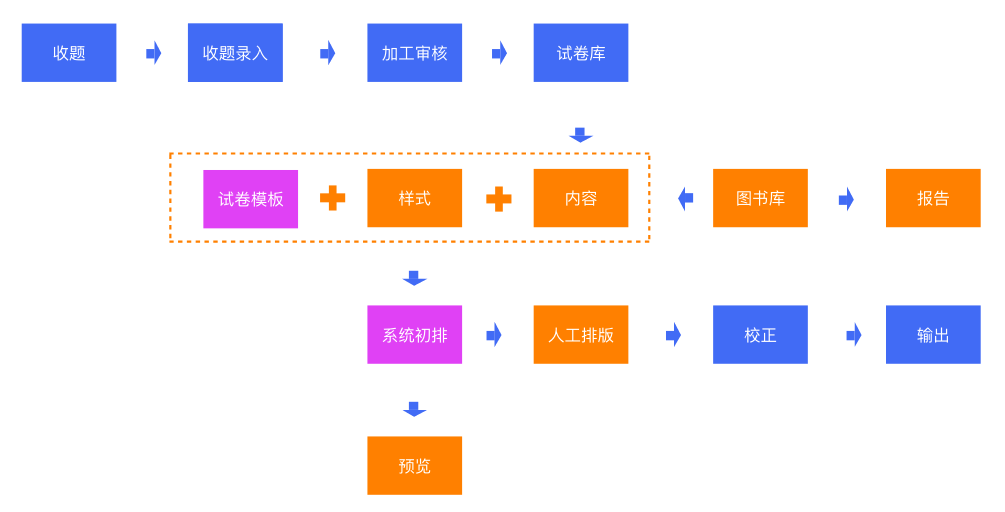 收题
收题录入
加工审核
试卷库
试卷模板
样式
内容
图书库
报告
系统初排
人工排版
校正
输出
预览